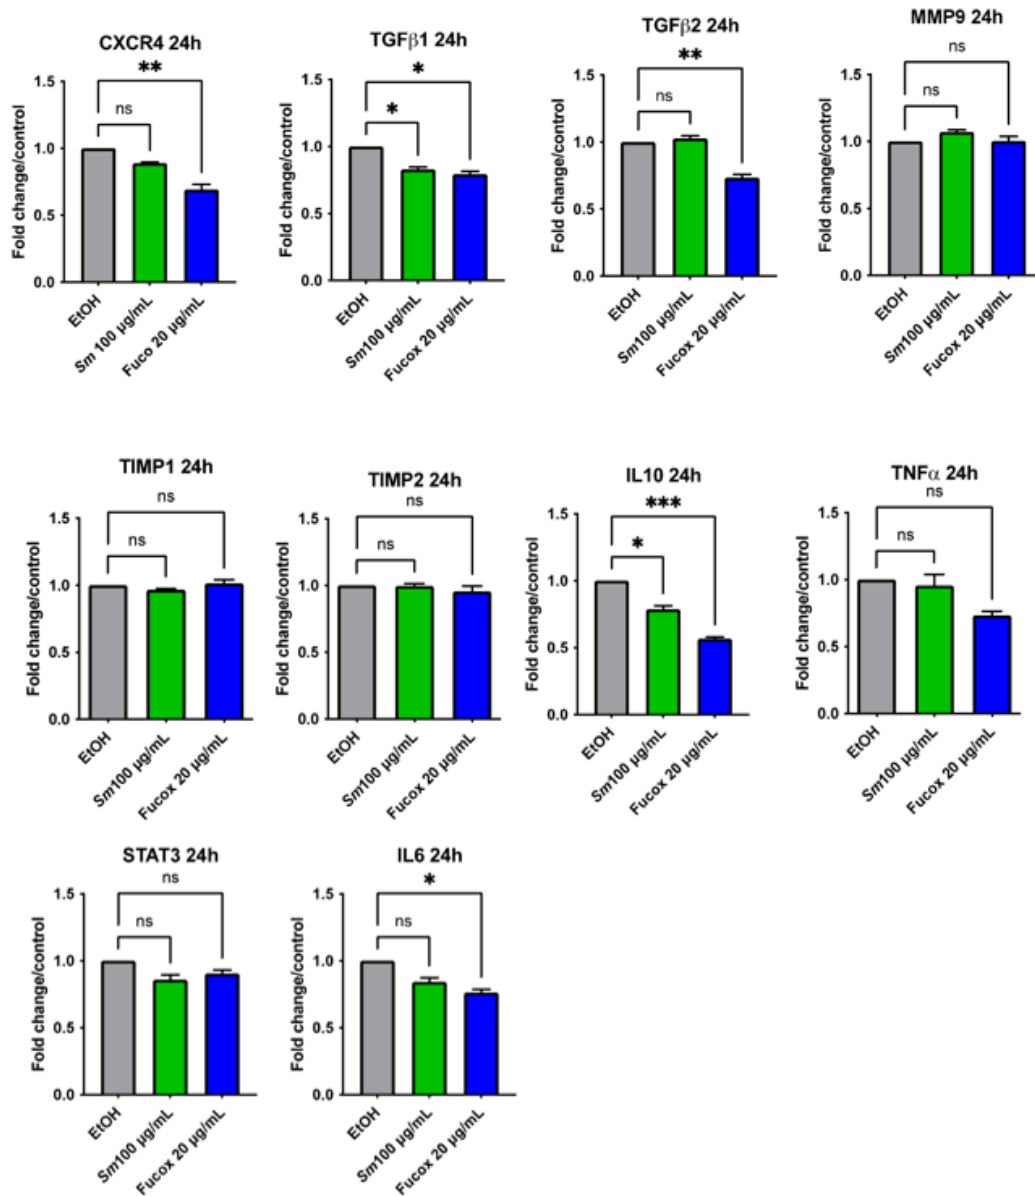 CXCR4 24h
**
ns
Fold change/control
1.5
1.0
0.5
0.0
EtOH
Sm 100 µg/mL
Fuco 20 µg/mL
TGFβ1 24h
*
*
Fold change/control
1.5
1.0
0.5
0.0
EtOH
Sm100 µg/mL
Fucox 20 µg/mL
TGFβ2 24h
**
ns
Fold change/control
1.5
1.0
0.5
0.0
EtOH
Sm100 µg/mL
Fucox 20 µg/mL
MMP9 24h
ns
ns
Fold change/control
1.5
1.0
0.5
0.0
EtOH
Sm100 µg/mL
Fucox 20 µg/mL
TIMP1 24h
ns
ns
Fold change/control
1.5
1.0
0.5
0.0
EtOH
Sm100 µg/mL
Fucox 20 µg/mL
TIMP2 24h
ns
ns
Fold change/control
1.5
1.0
0.5
0.0
EtOH
Sm100 µg/mL
Fucox 20 µg/mL
IL10 24h
***
*
Fold change/control
1.5
1.0
0.5
0.0
EtOH
Sm100 µg/mL
Fucox 20 µg/mL
TNFα 24h
ns
ns
Fold change/control
1.5
1.0
0.5
0.0
EtOH
Sm100 µg/mL
Fucox 20 µg/mL
STAT3 24h
ns
ns
Fold change/control
1.5
1.0
0.5
0.0
EtOH
Sm100 µg/mL
Fucox 20 µg/mL
IL6 24h
*
ns
Fold change/control
1.5
1.0
0.5
0.0
EtOH
Sm100 µg/mL
Fucox 20 µg/mL